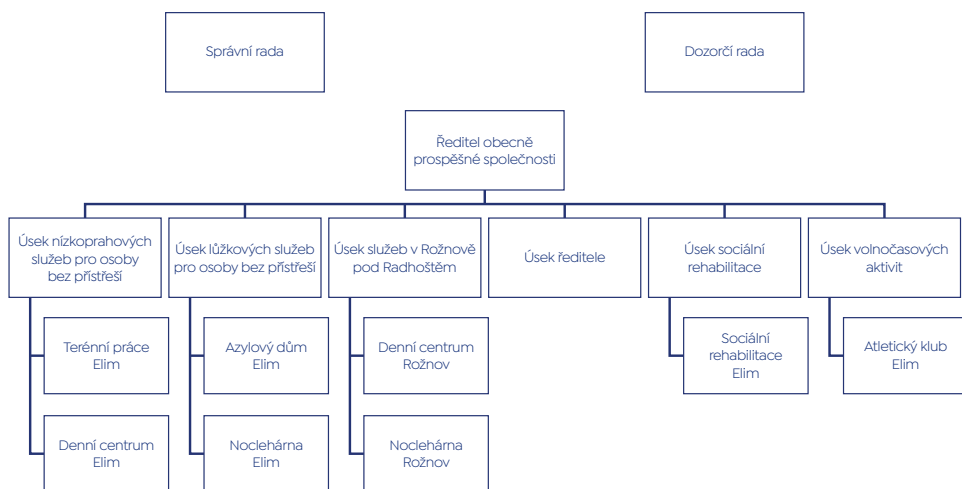 Správní rada
Dozorčí rada
Ředitel obecně
prospěšné společnosti
Úsek nízkoprahových
služeb pro osoby
bez přístřeší
Úsek lůžkových služeb
pro osoby bez přístřeší
Úsek služeb v Rožnově
pod Radhoštěm
Úsek ředitele
Úsek sociální
rehabilitace
Úsek volnočasových
aktivit
Terénní práce
Elim
Azylový dům
Elim
Denní centrum
Rožnov
Sociální
rehabilitace
Elim
Atletický klub
Elim
Denní centrum
Elim
Noclehárna
Elim
Noclehárna
Rožnov